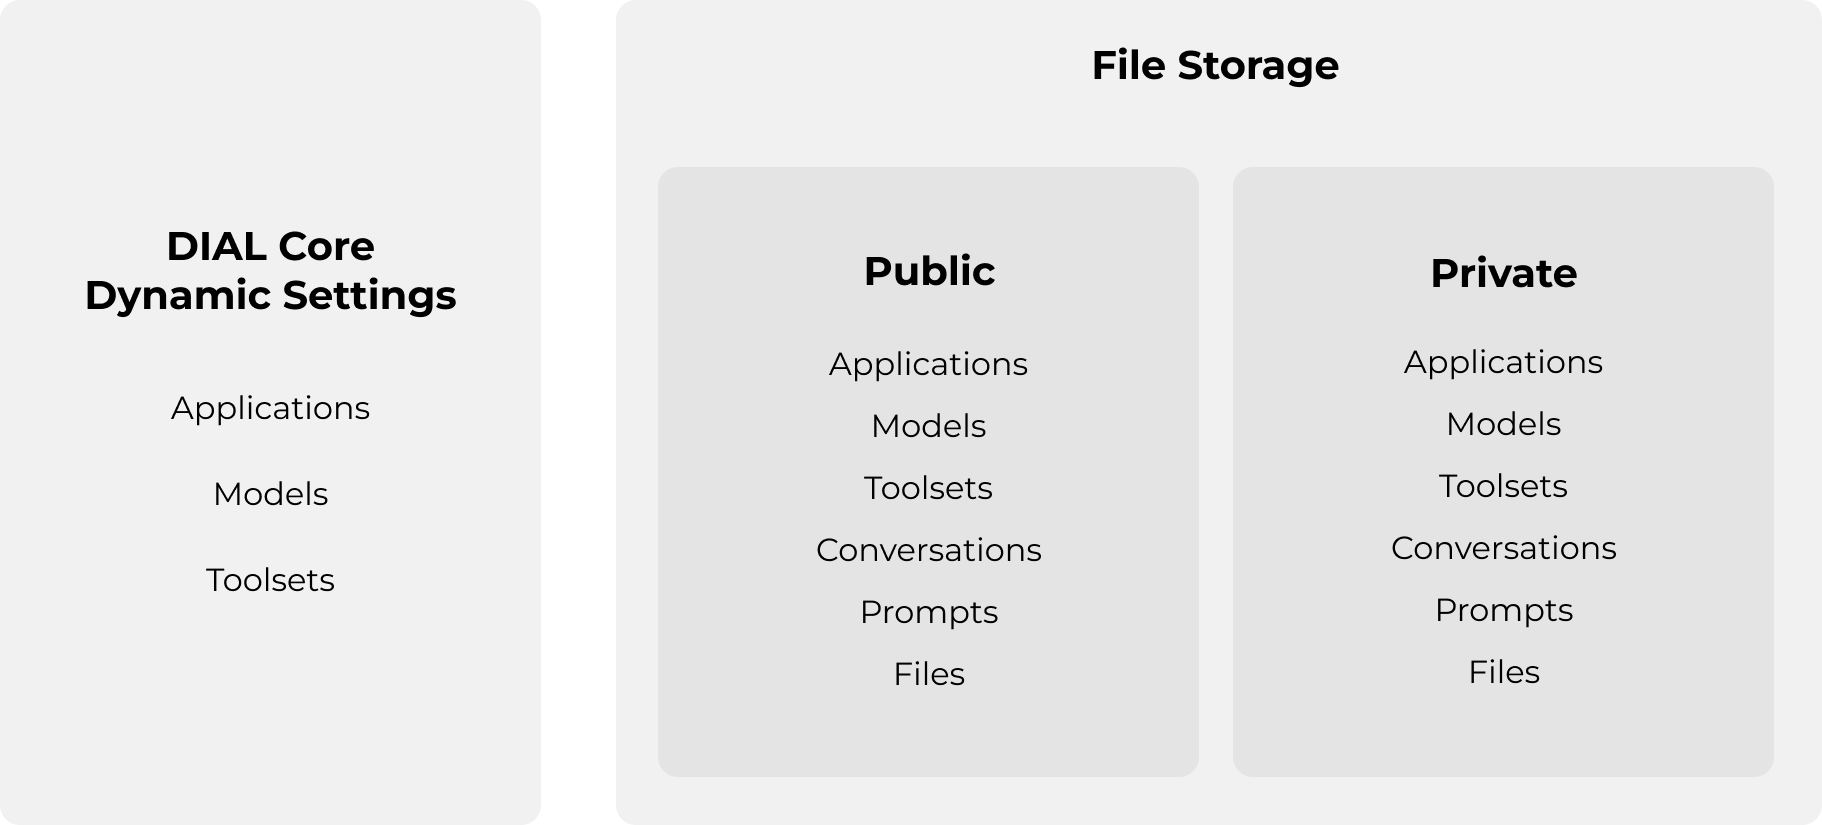 DIAL Core
Dynamic Settings
Applications
Models
Toolsets
File Storage
Public
Applications
Models
Toolsets
Conversations
Prompts
Files
Private
Applications
Models
Toolsets
Conversations
Prompts
Files